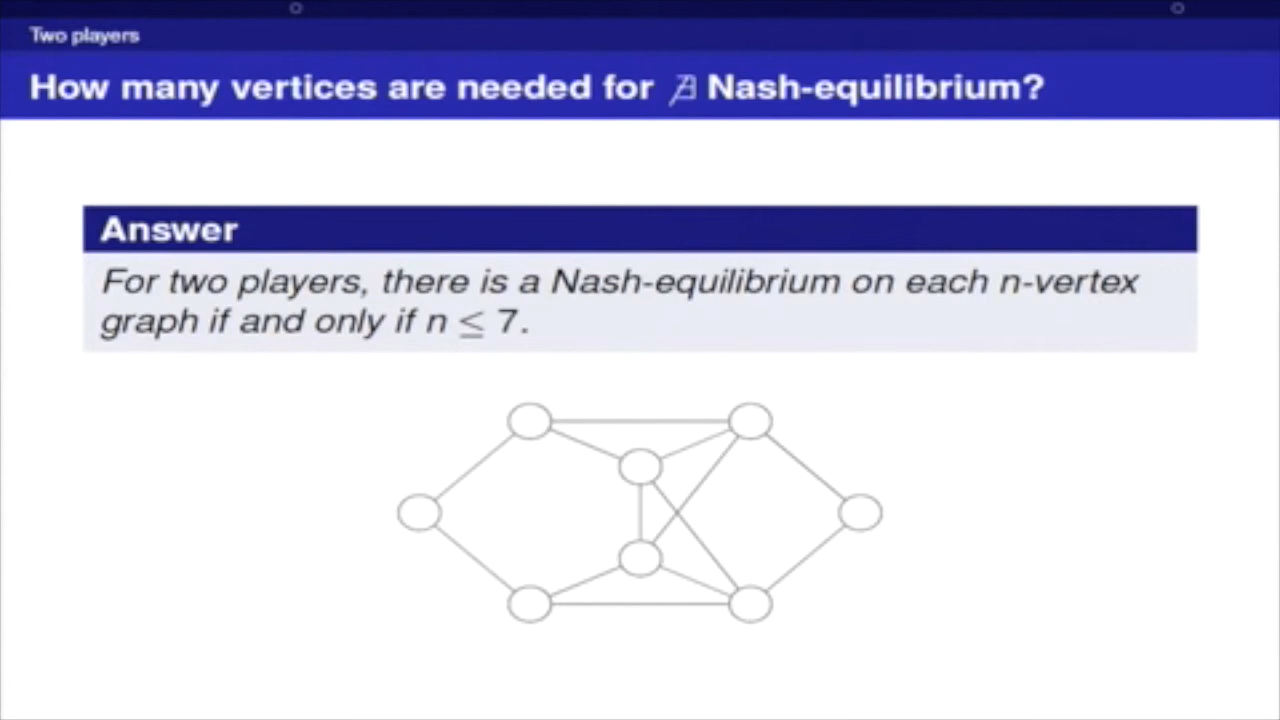 Two players
How many vertices are needed for ∄ Nash-equilibrium?
Answer
For two players, there is a Nash-equilibrium on each n-vertex
graph if and only if n ≤ 7.